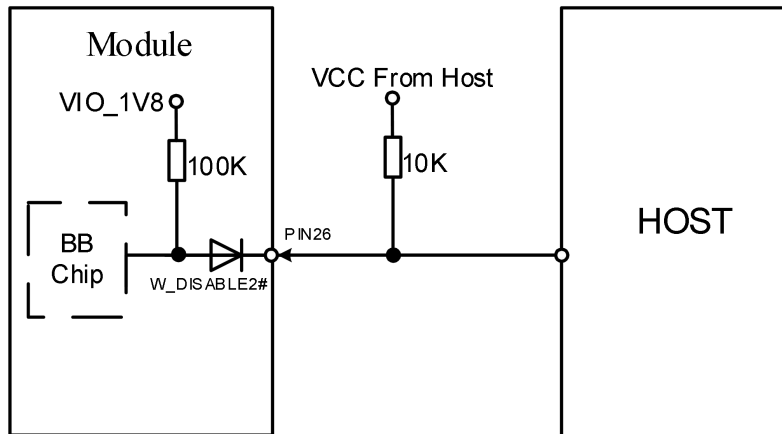 Module
VIO_1V8
100K
BB
Chip
W_DISABLE2#
PIN26
VCC From Host
10K
HOST